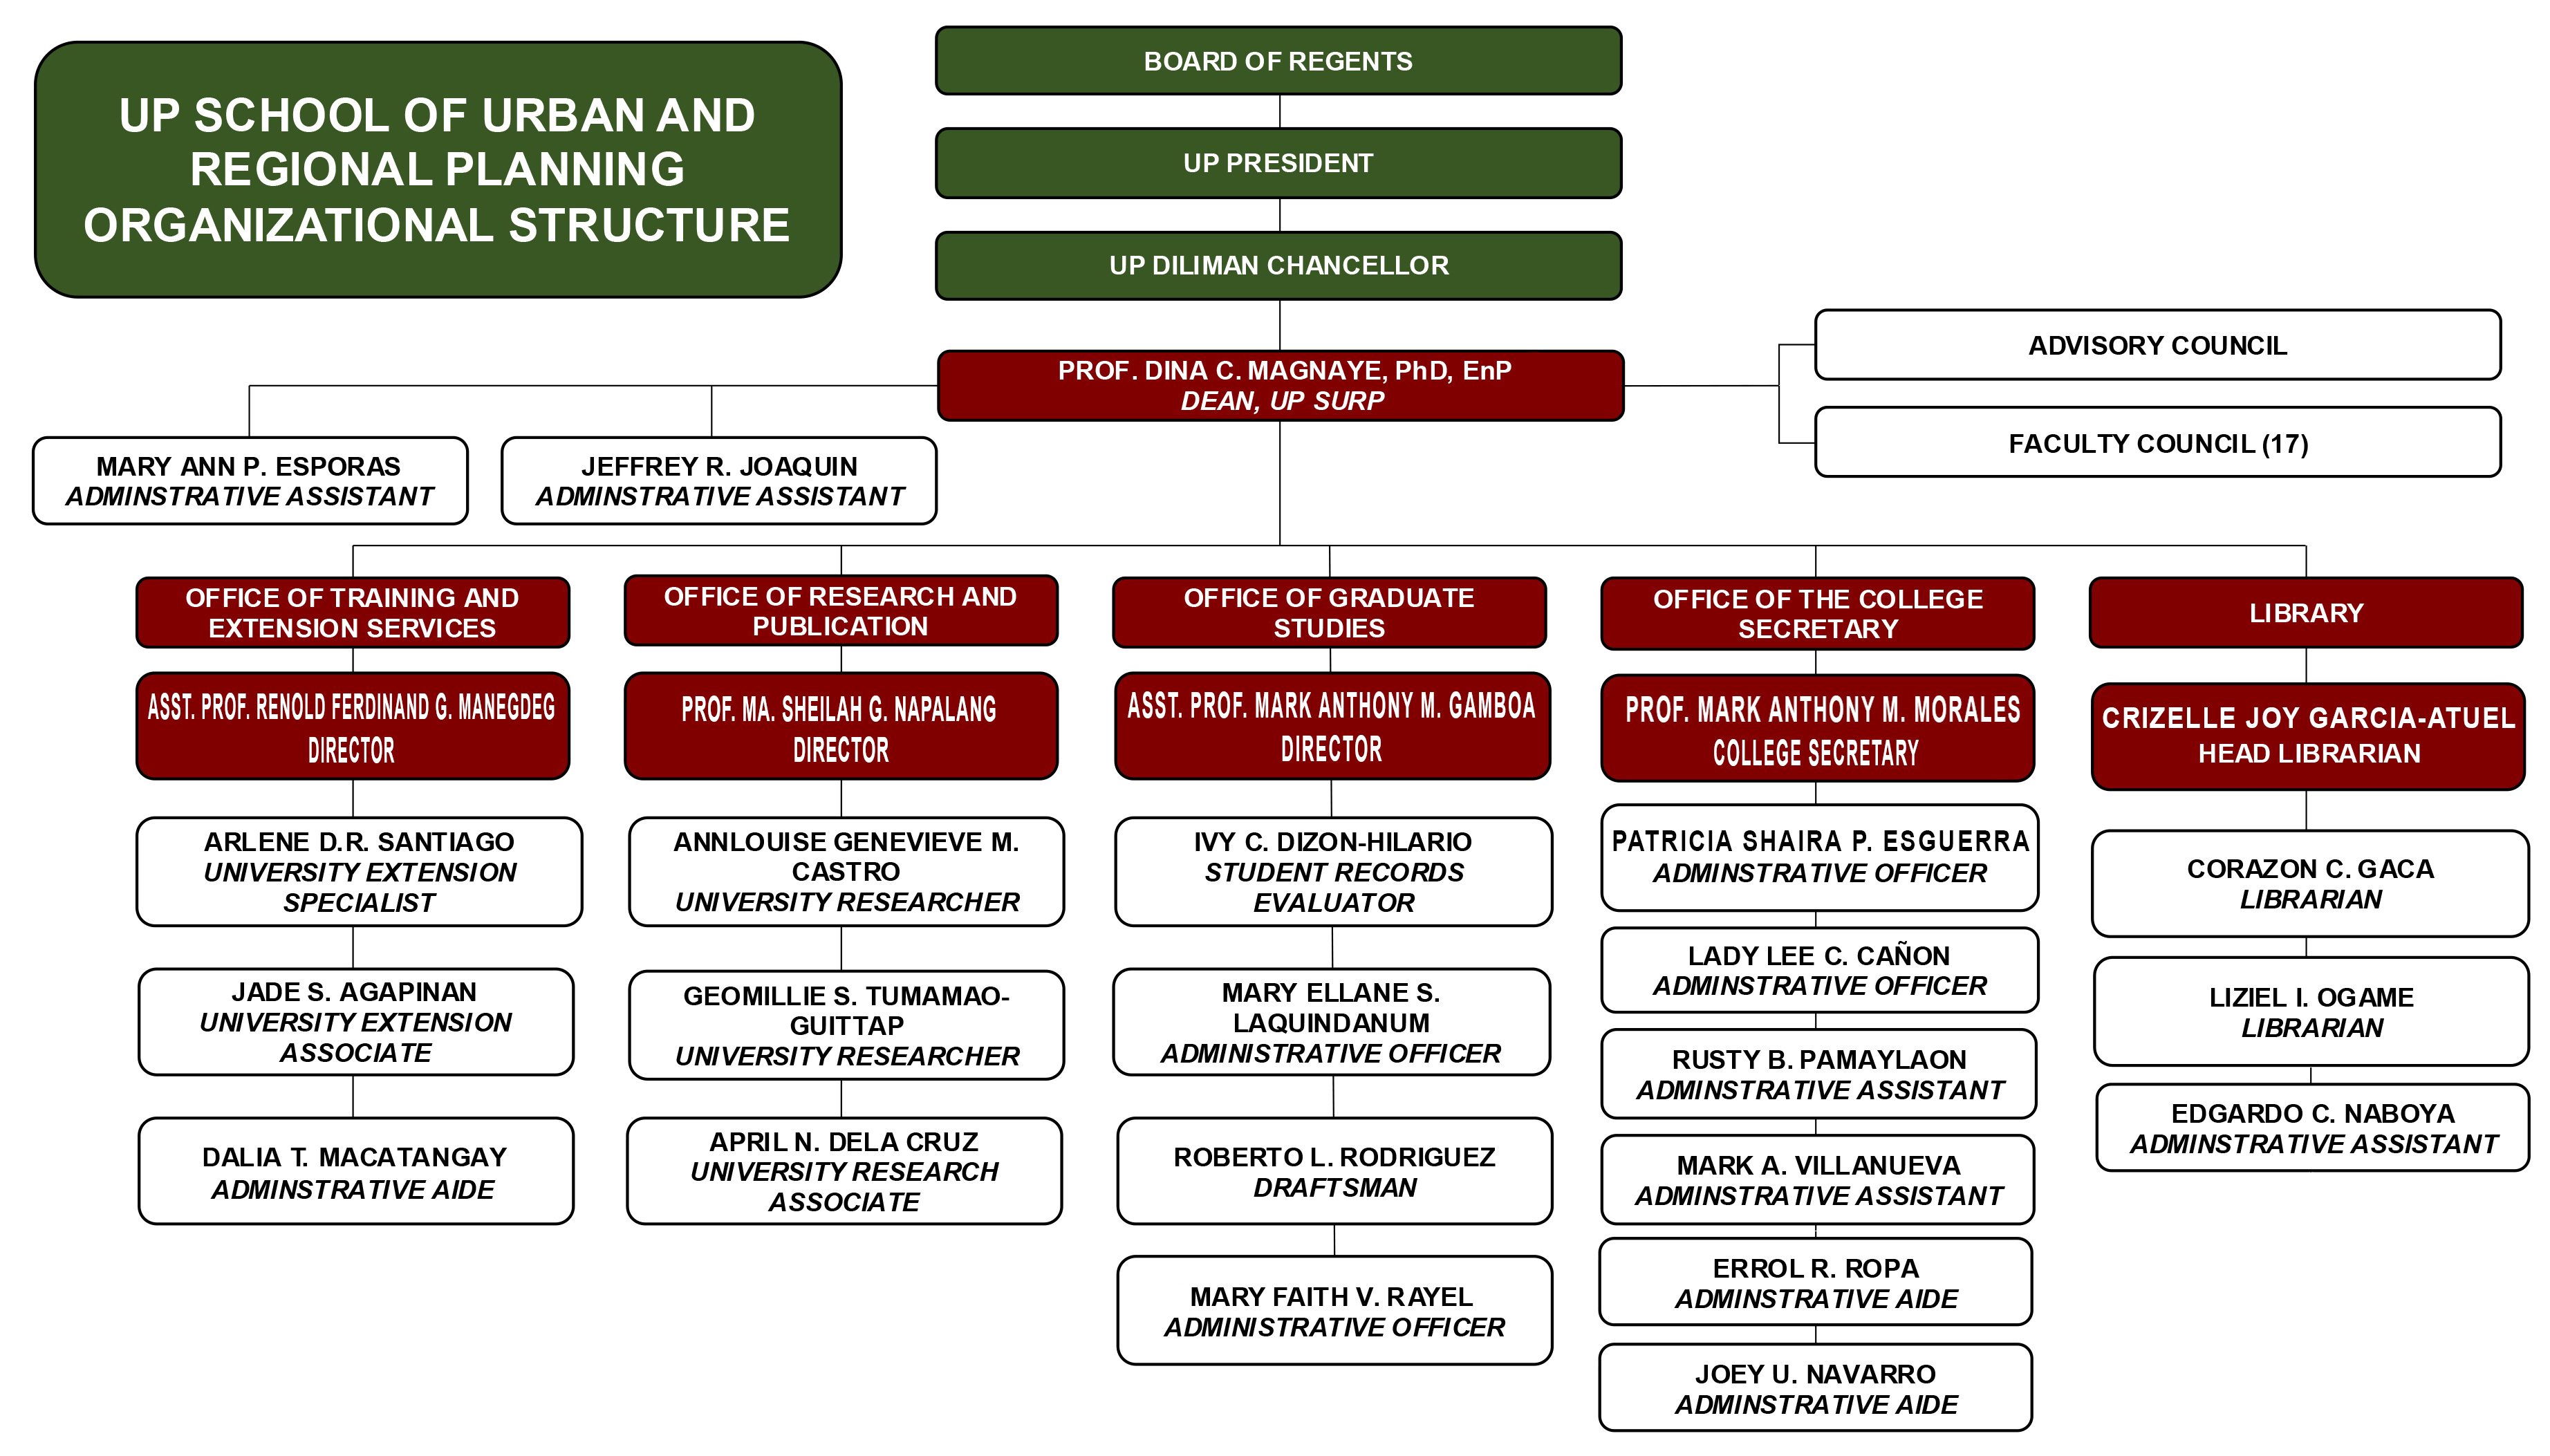 UP SCHOOL OF URBAN AND
REGIONAL PLANNING
ORGANIZATIONAL STRUCTURE
BOARD OF REGENTS
UP PRESIDENT
UP DILIMAN CHANCELLOR
PROF. DINA C. MAGNAYE, PhD, EnP
DEAN, UP SURP
ADVISORY COUNCIL
FACULTY COUNCIL (17)
MARY ANN P. ESPORAS
ADMINSTRATIVE ASSISTANT
JEFFREY R. JOAQUIN
ADMINSTRATIVE ASSISTANT
OFFICE OF TRAINING AND
EXTENSION SERVICES
ASST. PROF. RENOLD FERDINAND G. MANEGDEG
DIRECTOR
ARLENE D.R. SANTIAGO
UNIVERSITY EXTENSION
SPECIALIST
JADE S. AGAPINAN
UNIVERSITY EXTENSION
ASSOCIATE
DALIA T. MACATANGAY
ADMINSTRATIVE AIDE
OFFICE OF RESEARCH AND
PUBLICATION
PROF. MA. SHEILAH G. NAPALANG
DIRECTOR
ANNLOUISE GENEVIEVE M.
CASTRO
UNIVERSITY RESEARCHER
GEOMILLIE S. TUMAMAO-
GUITTAP
UNIVERSITY RESEARCHER
APRIL N. DELA CRUZ
UNIVERSITY RESEARCH
ASSOCIATE
OFFICE OF GRADUATE
STUDIES
ASST. PROF. MARK ANTHONY M. GAMBOA
DIRECTOR
IVY C. DIZON-HILARIO
STUDENT RECORDS
EVALUATOR
MARY ELLANE S.
LAQUINDANUM
ADMINISTRATIVE OFFICER
ROBERTO L. RODRIGUEZ
DRAFTSMAN
MARY FAITH V. RAYEL
ADMINISTRATIVE OFFICER
OFFICE OF THE COLLEGE
SECRETARY
PROF. MARK ANTHONY M. MORALES
COLLEGE SECRETARY
PATRICIA SHAIRA P. ESGUERRA
ADMINSTRATIVE OFFICER
LADY LEE C. CAÑON
ADMINSTRATIVE OFFICER
RUSTY B. PAMAYLAON
ADMINSTRATIVE ASSISTANT
MARK A. VILLANUEVA
ADMINSTRATIVE ASSISTANT
ERROL R. ROPA
ADMINSTRATIVE AIDE
JOEY U. NAVARRO
ADMINSTRATIVE AIDE
LIBRARY
CRIZELLE JOY GARCIA-ATUEL
HEAD LIBRARIAN
CORAZON C. GACA
LIBRARIAN
LIZIEL I. OGAME
LIBRARIAN
EDGARDO C. NABOYA
ADMINSTRATIVE ASSISTANT